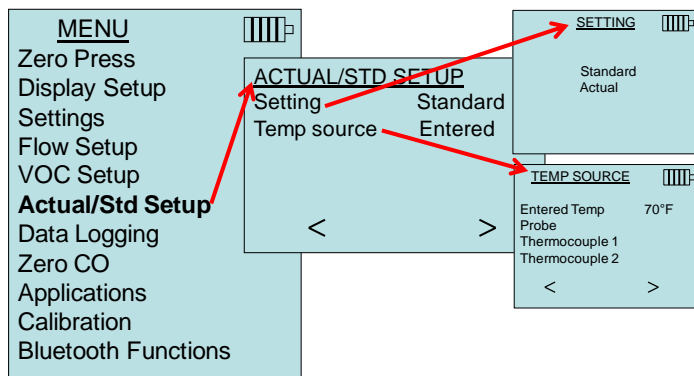 MENU
Zero Press
Display Setup
Settings
Flow Setup
VOC Setup
Actual/Std Setup
Data Logging
Zero CO
Applications
Calibration
Bluetooth Functions
ACTUAL/STD SETUP
Setting Standard
Temp source Entered
< >
SETTING
Standard
Actual
TEMP SOURCE
Entered Temp 70°F
Probe
Thermocouple 1
Thermocouple 2
< >